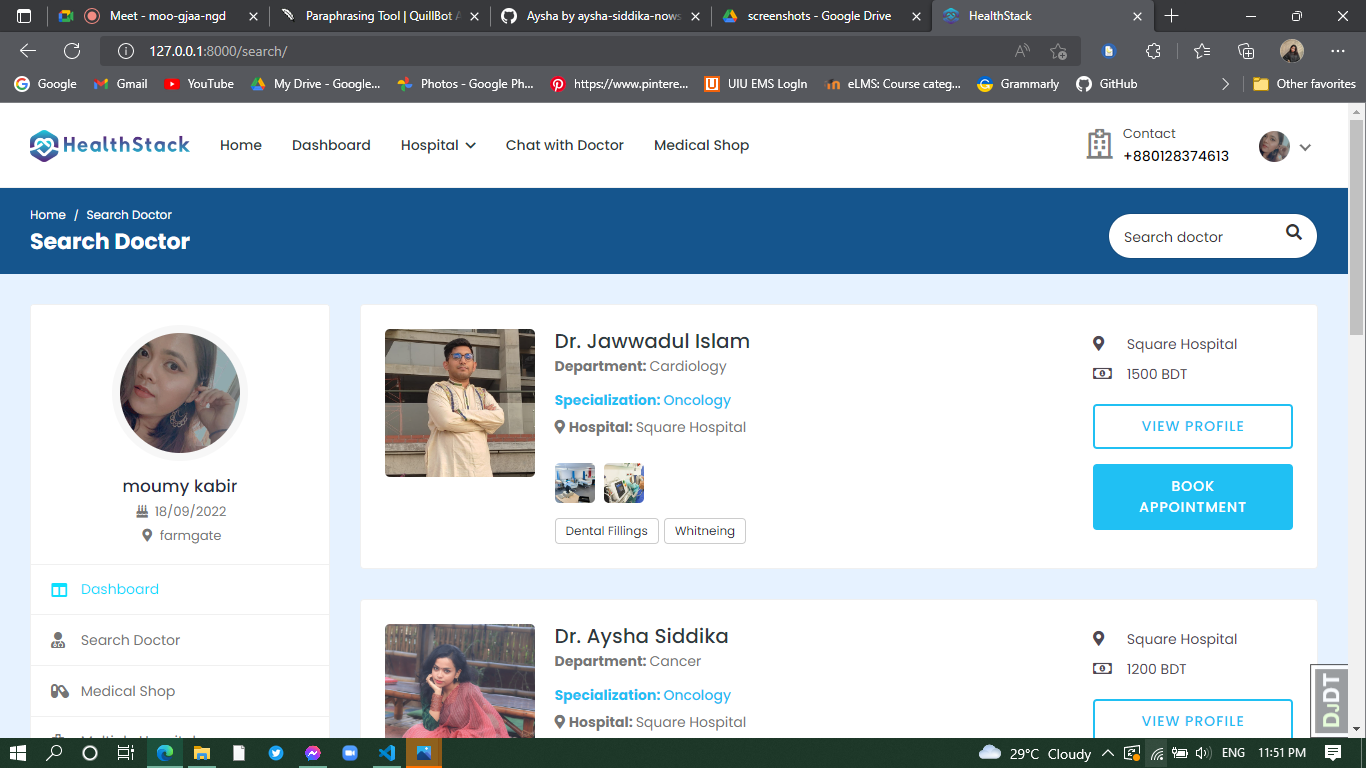 Meet - moo-gjaa-ngd
Paraphrasing Tool | QuillBot A
Aysha by aysha-siddika-nows
screenshots - Google Drive
HealthStack
127.0.0.1:8000/search/
Google
Gmail
YouTube
My Drive - Google...
Photos - Google Ph...
https://www.pintere...
UIU EMS LogIn
eLMS: Course categ...
Grammarly
GitHub
Other favorites
HealthStack
Home
Dashboard
Hospital
Chat with Doctor
Medical Shop
Contact
+880128374613
Home / Search Doctor
Search Doctor
Search doctor
moumy kabir
18/09/2022
farmgate
Dashboard
Search Doctor
Medical Shop
Dr. Jawwadul Islam
Department: Cardiology
Specialization: Oncology
Hospital: Square Hospital
Dental Fillings
Whitneing
Square Hospital
1500 BDT
VIEW PROFILE
BOOK
APPOINTMENT
Dr. Aysha Siddika
Department: Cancer
Specialization: Oncology
Hospital: Square Hospital
Square Hospital
1200 BDT
VIEW PROFILE
DJDT
29°C Cloudy
ENG
11:51 PM